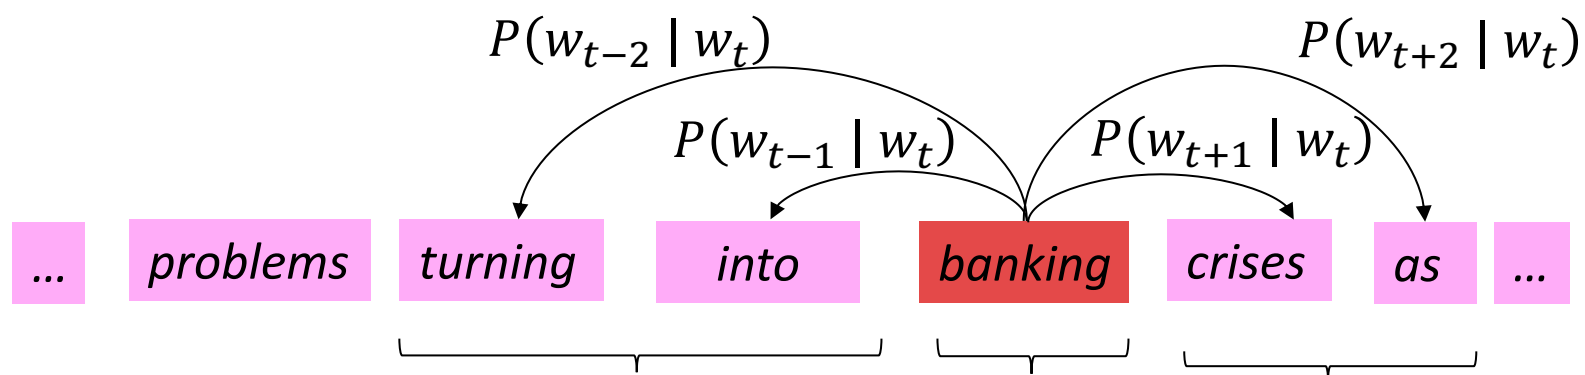 P(w_{t−2} | w_t) P(w_{t+2} | w_t)
P(w_{t−1} | w_t) P(w_{t+1} | w_t)
... problems turning into banking crises as ...